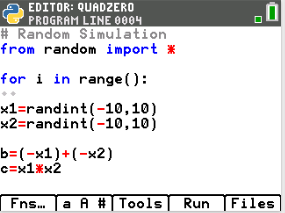 EDITOR: QUADZERO
PROGRAM LINE 0004
# Random Simulation
from random import *
for i in range():
x1=randint(-10,10)
x2=randint(-10,10)
b=(-x1)+(-x2)
c=x1*x2
Fns… a A # Tools Run Files